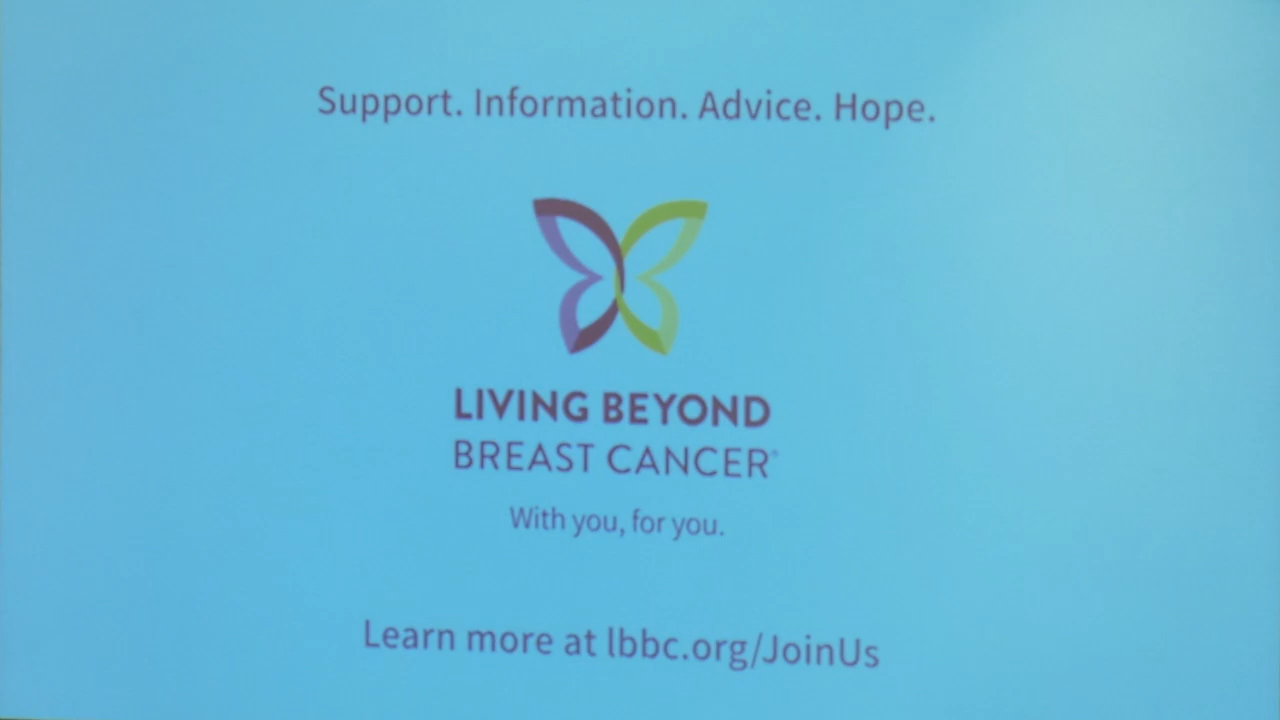 Support. Information. Advice. Hope.
LIVING BEYOND
BREAST CANCER®
With you, for you.
Learn more at lbbc.org/JoinUs